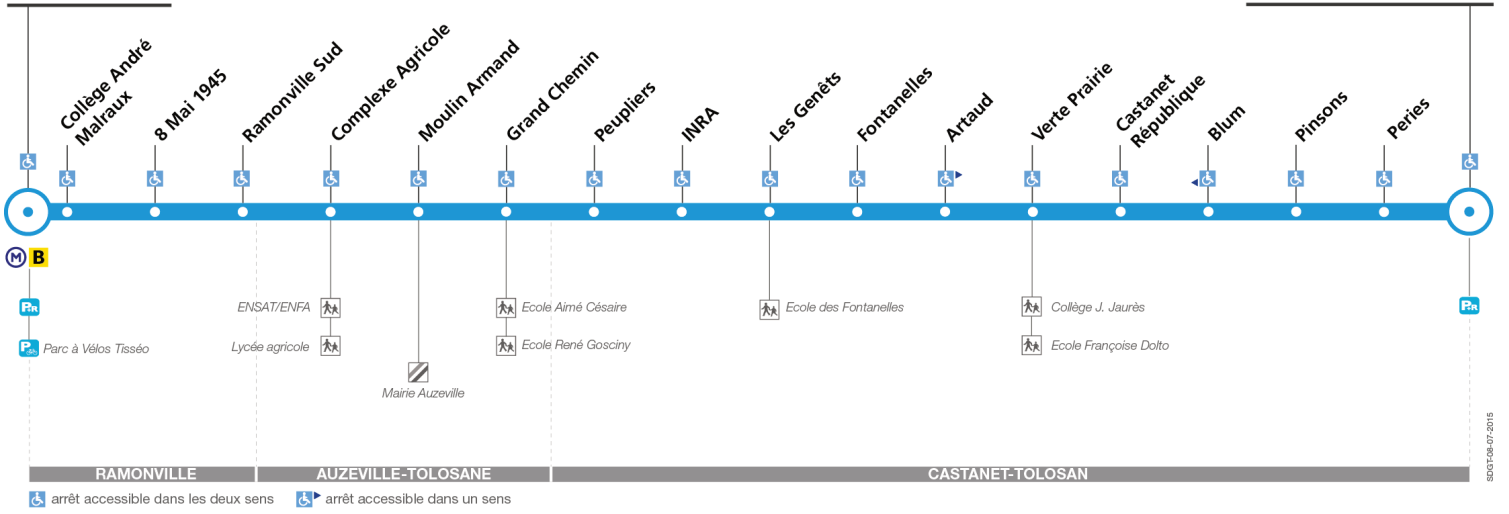 Collège André
Malraux
8 Mai 1945
Ramonville Sud
Complexe Agricole
Moulin Armand
Grand Chemin
Peupliers
INRA
Les Genêts
Fontanelles
Artaud
Verte Prairie
Castanet
République
Blum
Pinsons
Peries
M B
P+R
P
Parc à Vélos Tisséo
ENSAT/ENFA
Lycée agricole
Mairie Auzeville
Ecole Aimé Césaire
Ecole René Gosciny
Ecole des Fontanelles
Collège J. Jaurès
Ecole Françoise Dolto
P+R
RAMONVILLE
AUZEVILLE-TOLOSANE
CASTANET-TOLOSAN
arrêt accessible dans les deux sens
arrêt accessible dans un sens
SDGT-08-07-2015